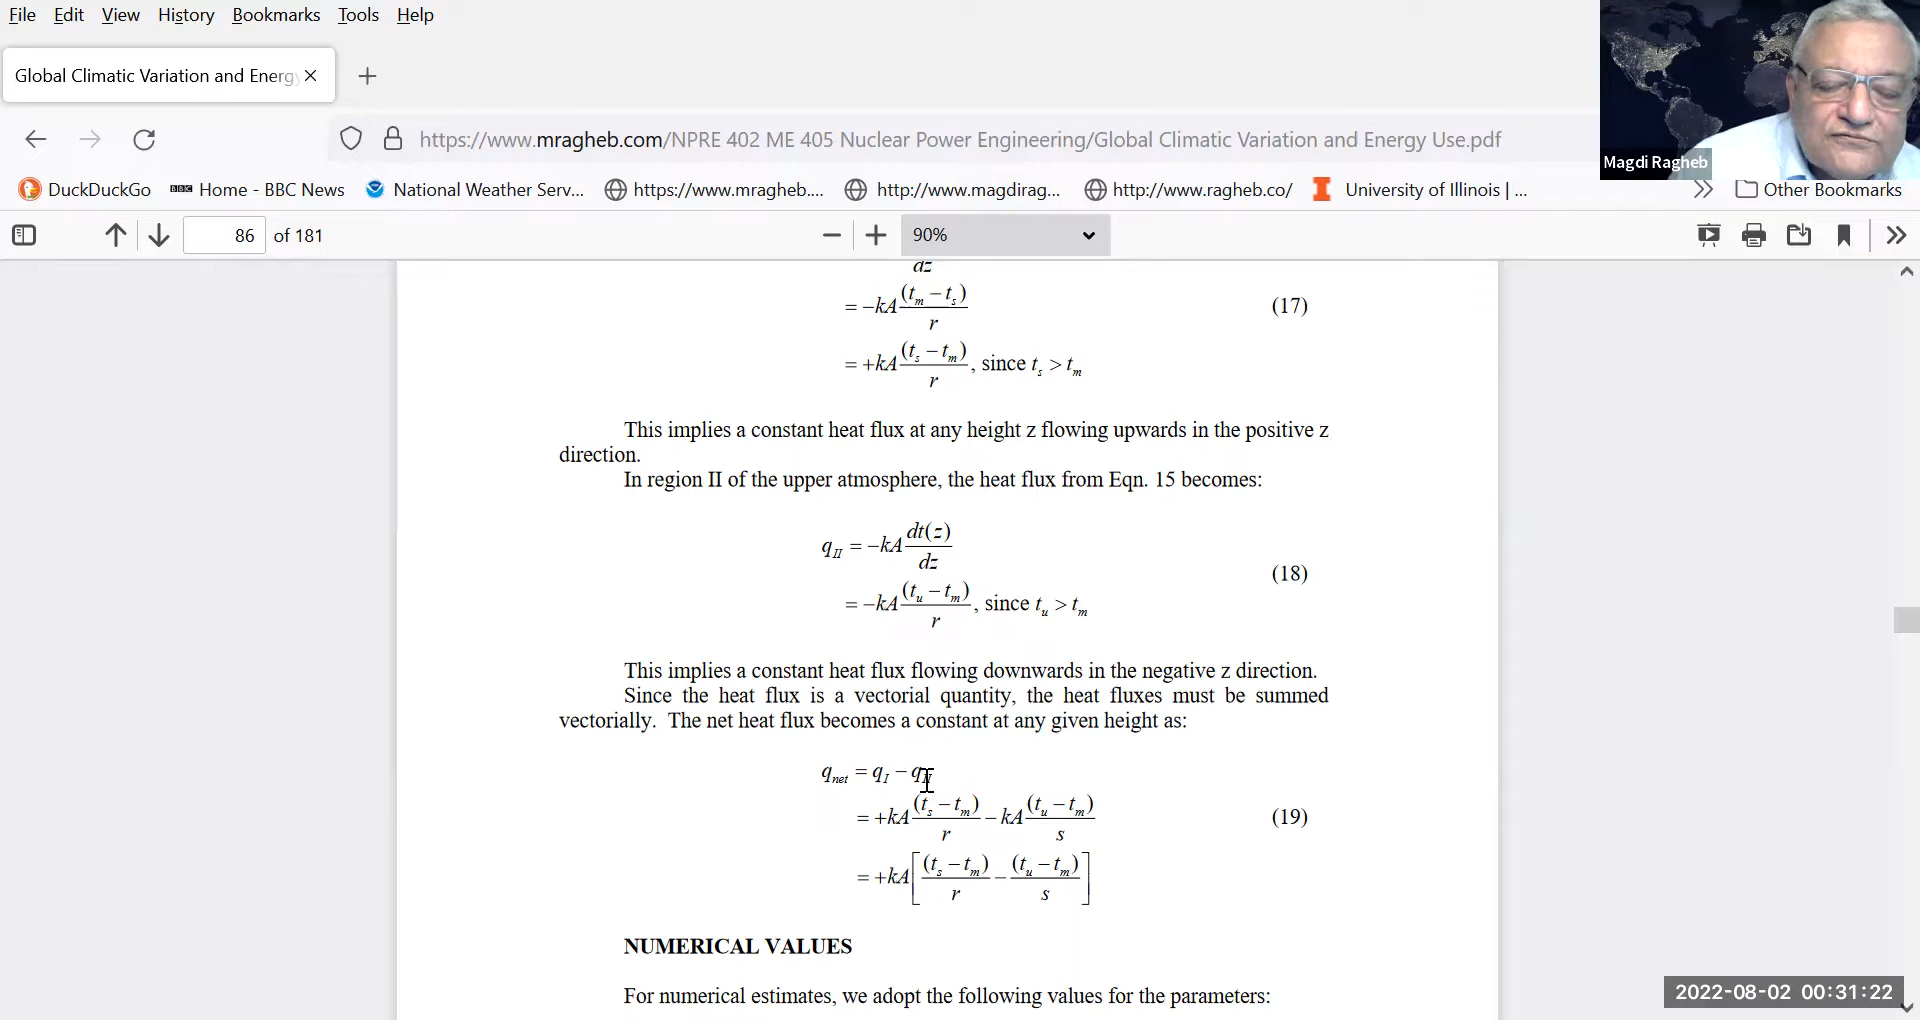 File Edit View History Bookmarks Tools Help
Global Climatic Variation and Energy
https://www.mragheb.com/NPRE 402 ME 405 Nuclear Power Engineering/Global Climatic Variation and Energy Use.pdf
Magdi Ragheb
DuckDuckGo BBC Home - BBC News National Weather Serv... https://www.mragheb.... http://www.magdirag... http://www.ragheb.co/ University of Illinois | ... Other Bookmarks
86 of 181 90%
dz
= −kA (t_m − t_s) / r (17)
= +kA (t_s − t_m) / r , since t_s > t_m
This implies a constant heat flux at any height z flowing upwards in the positive z
direction.
In region II of the upper atmosphere, the heat flux from Eqn. 15 becomes:
q_II = −kA dt(z) / dz
(18)
= −kA (t_u − t_m) / r , since t_u > t_m
This implies a constant heat flux flowing downwards in the negative z direction.
Since the heat flux is a vectorial quantity, the heat fluxes must be summed
vectorially. The net heat flux becomes a constant at any given height as:
q_net = q_I − q_II
= +kA (t_s − t_m) / r − kA (t_u − t_m) / s (19)
= +kA [ (t_s − t_m) / r − (t_u − t_m) / s ]
NUMERICAL VALUES
For numerical estimates, we adopt the following values for the parameters:
2022-08-02 00:31:22